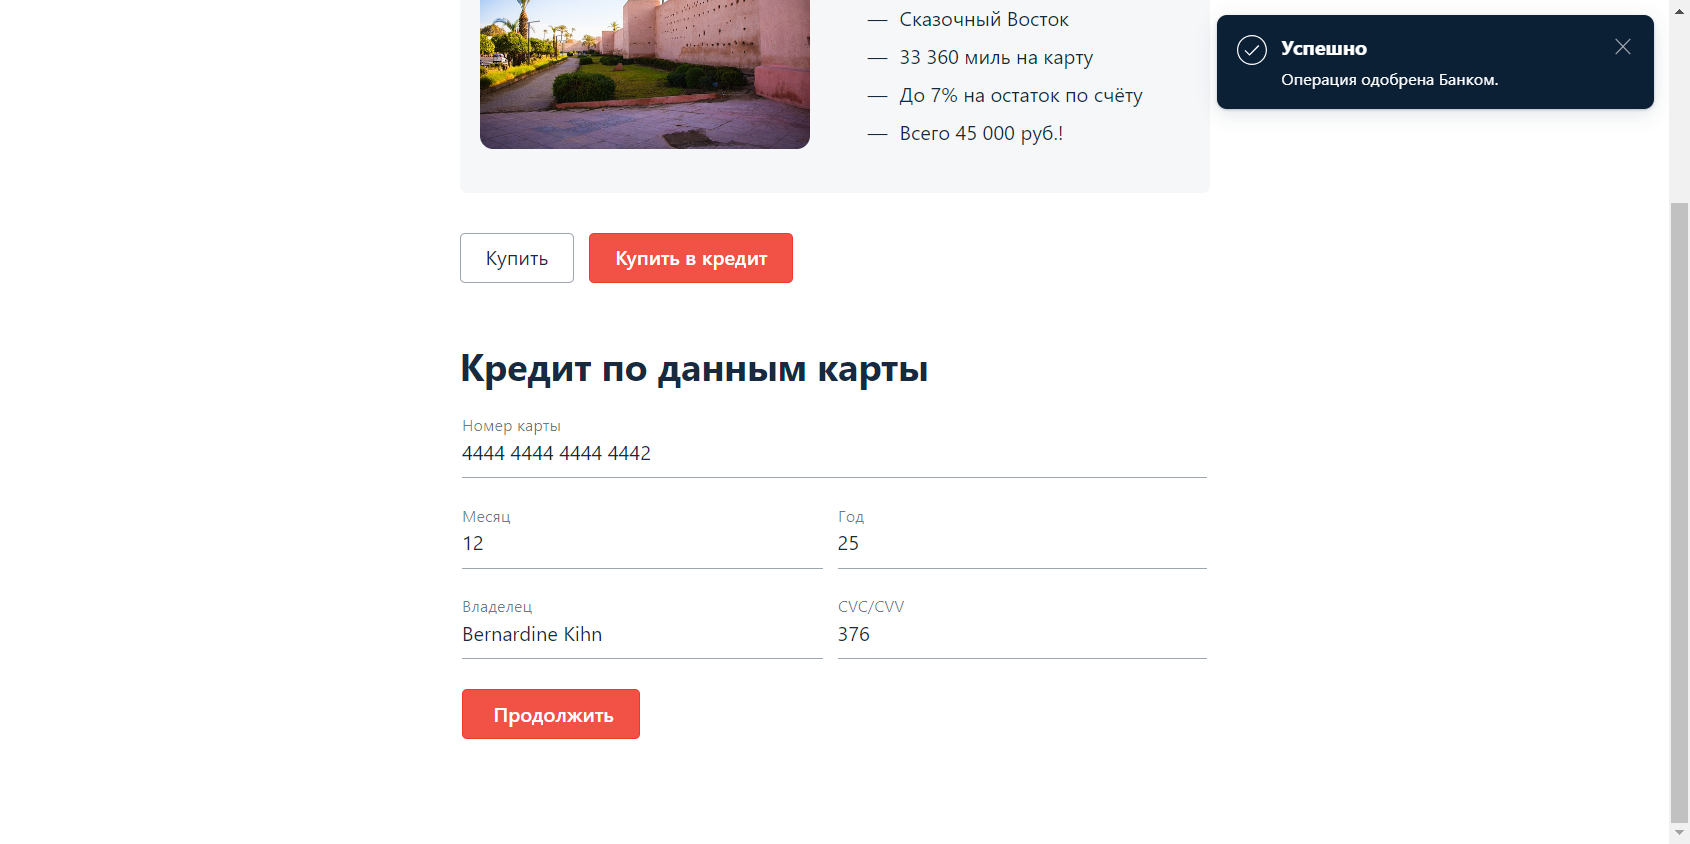 — Сказочный Восток
— 33 360 миль на карту
— До 7% на остаток по счёту
— Всего 45 000 руб.!
Успешно
Операция одобрена Банком.
Купить
Купить в кредит
Кредит по данным карты
Номер карты
4444 4444 4444 4442
Месяц
12
Год
25
Владелец
Bernardine Kihn
CVC/CVV
376
Продолжить